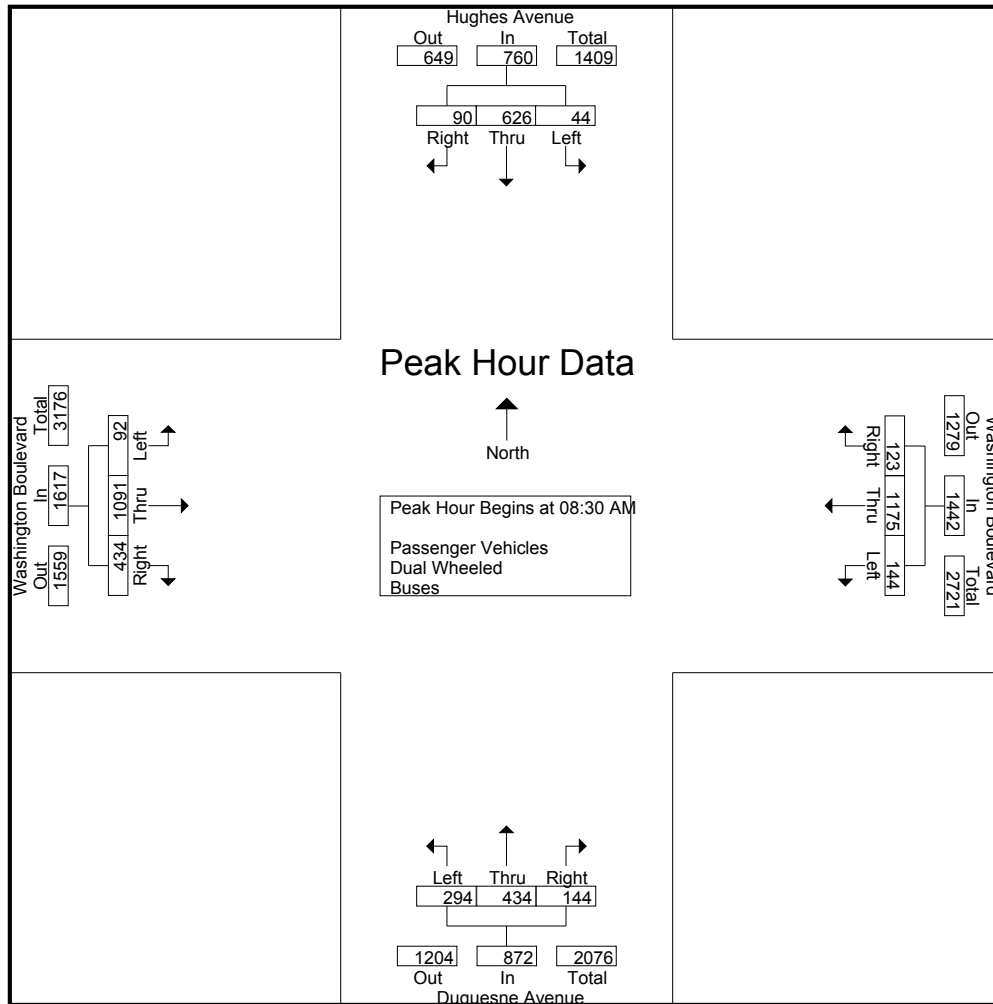 Hughes Avenue
Out In Total
649 760 1409
90 626 44
Right Thru Left
Peak Hour Data
North
Peak Hour Begins at 08:30 AM
Passenger Vehicles
Dual Wheeled
Buses
Washington Boulevard
Out In Total
1559 1617 3176
92 1091 434
Left Thru Right
Washington Boulevard
Out In Total
1279 1442 2721
123 1175 144
Right Thru Left
Left Thru Right
294 434 144
1204 872 2076
Out In Total
Duquesne Avenue